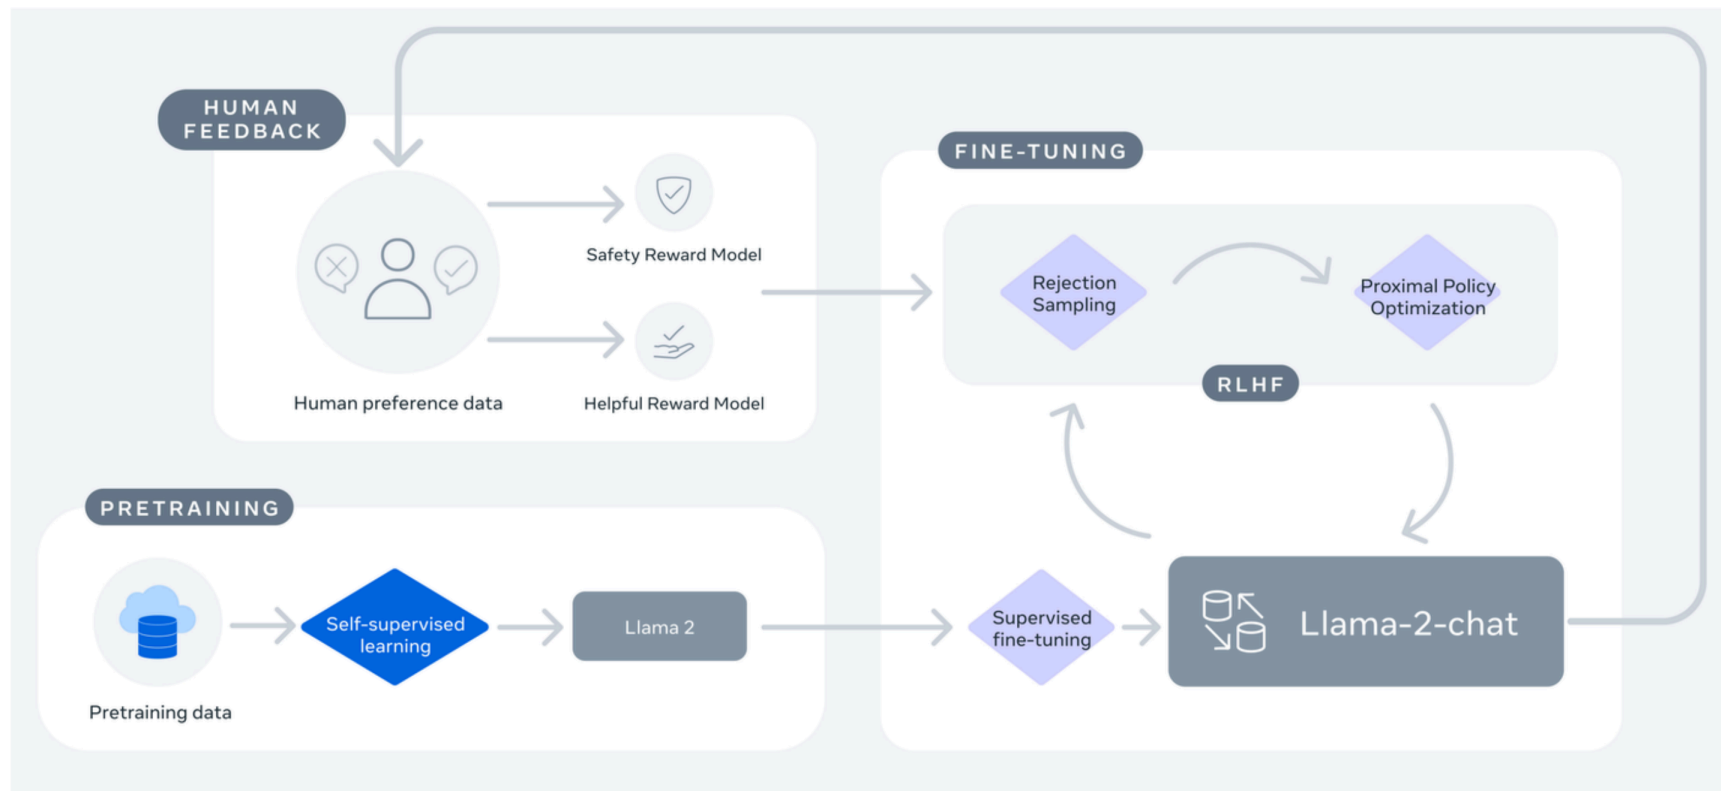 HUMAN
FEEDBACK
Safety Reward Model
Human preference data
Helpful Reward Model
FINE-TUNING
Rejection
Sampling
Proximal Policy
Optimization
RLHF
PRETRAINING
Pretraining data
Self-supervised
learning
Llama 2
Supervised
fine-tuning
Llama-2-chat